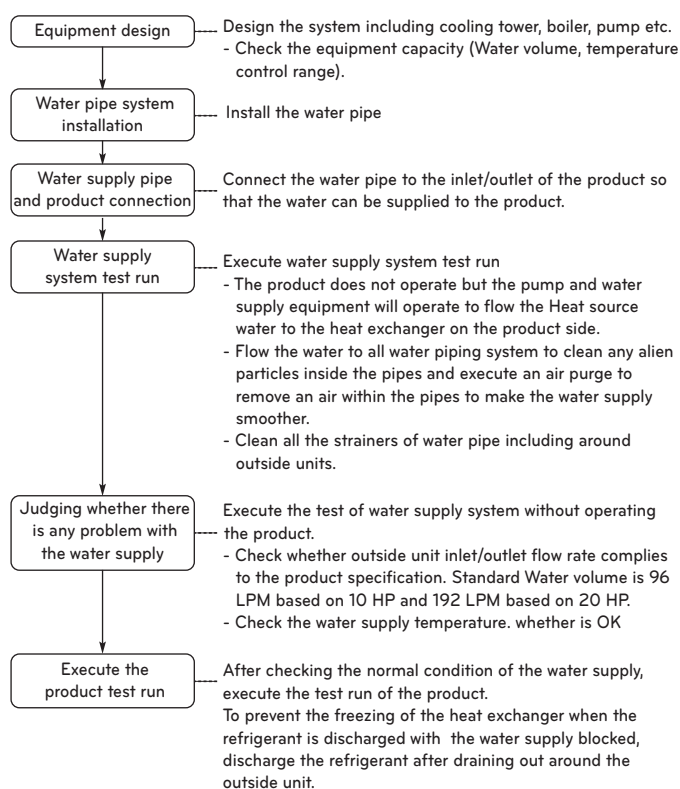 Equipment design
Design the system including cooling tower, boiler, pump etc.
- Check the equipment capacity (Water volume, temperature
control range).
Water pipe system
installation
Install the water pipe
Water supply pipe
and product connection
Connect the water pipe to the inlet/outlet of the product so
that the water can be supplied to the product.
Water supply
system test run
Execute water supply system test run
- The product does not operate but the pump and water
supply equipment will operate to flow the Heat source
water to the heat exchanger on the product side.
- Flow the water to all water piping system to clean any alien
particles inside the pipes and execute an air purge to
remove an air within the pipes to make the water supply
smoother.
- Clean all the strainers of water pipe including around
outside units.
Judging whether there
is any problem with
the water supply
Execute the test of water supply system without operating
the product.
- Check whether outside unit inlet/outlet flow rate complies
to the product specification. Standard Water volume is 96
LPM based on 10 HP and 192 LPM based on 20 HP.
- Check the water supply temperature. whether is OK
Execute the
product test run
After checking the normal condition of the water supply,
execute the test run of the product.
To prevent the freezing of the heat exchanger when the
refrigerant is discharged with the water supply blocked,
discharge the refrigerant after draining out around the
outside unit.